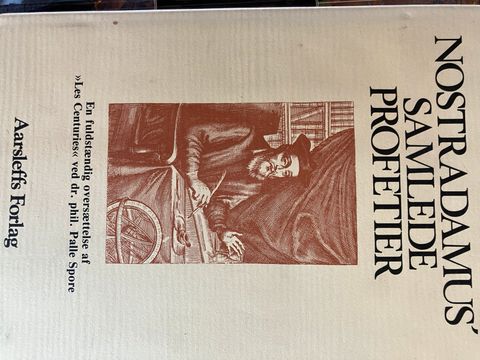 NOSTRADAMUS'
SAMLEDE
PROFETIER
En fuldstændig oversættelse af
»Les Centuries« ved dr. phil. Palle Spore
Aarsleffs Forlag